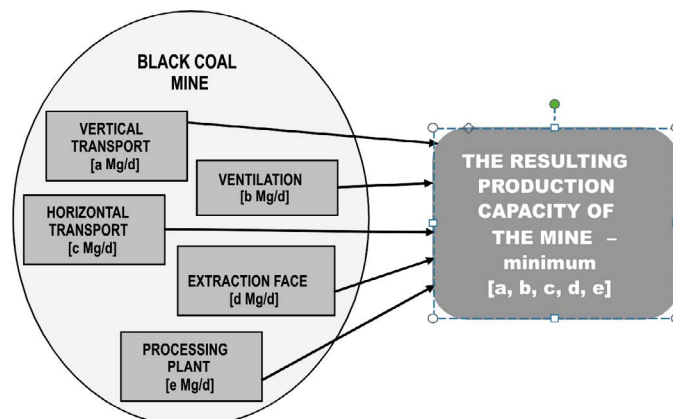 BLACK COAL
MINE
VERTICAL
TRANSPORT
[a Mg/d]
VENTILATION
[b Mg/d]
HORIZONTAL
TRANSPORT
[c Mg/d]
EXTRACTION FACE
[d Mg/d]
PROCESSING
PLANT
[e Mg/d]
THE RESULTING
PRODUCTION
CAPACITY OF
THE MINE –
minimum
[a, b, c, d, e]